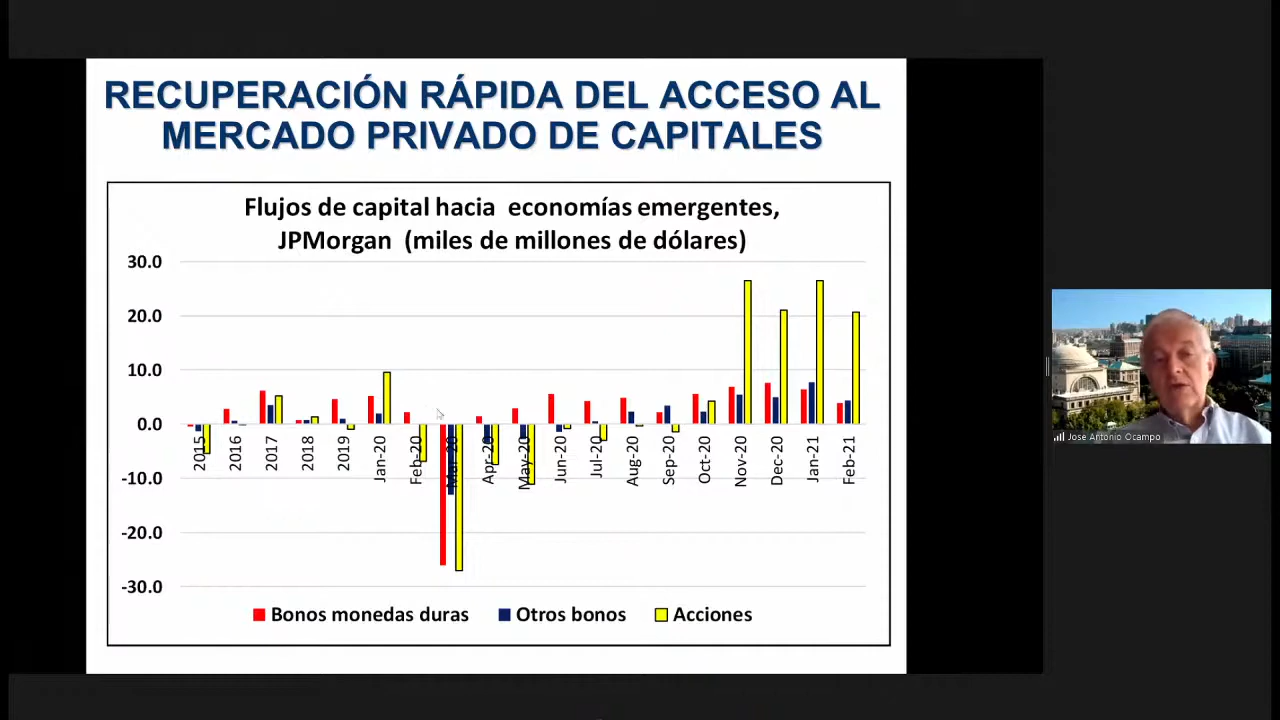 RECUPERACIÓN RÁPIDA DEL ACCESO AL
MERCADO PRIVADO DE CAPITALES
Flujos de capital hacia economías emergentes,
JPMorgan (miles de millones de dólares)
30.0
20.0
10.0
0.0
-10.0
-20.0
-30.0
2015
2016
2017
2018
2019
Jan-20
Feb-20
Mar-20
Apr-20
May-20
Jun-20
Jul-20
Aug-20
Sep-20
Oct-20
Nov-20
Dec-20
Jan-21
Feb-21
Bonos monedas duras
Otros bonos
Acciones
Jose Antonio Ocampo